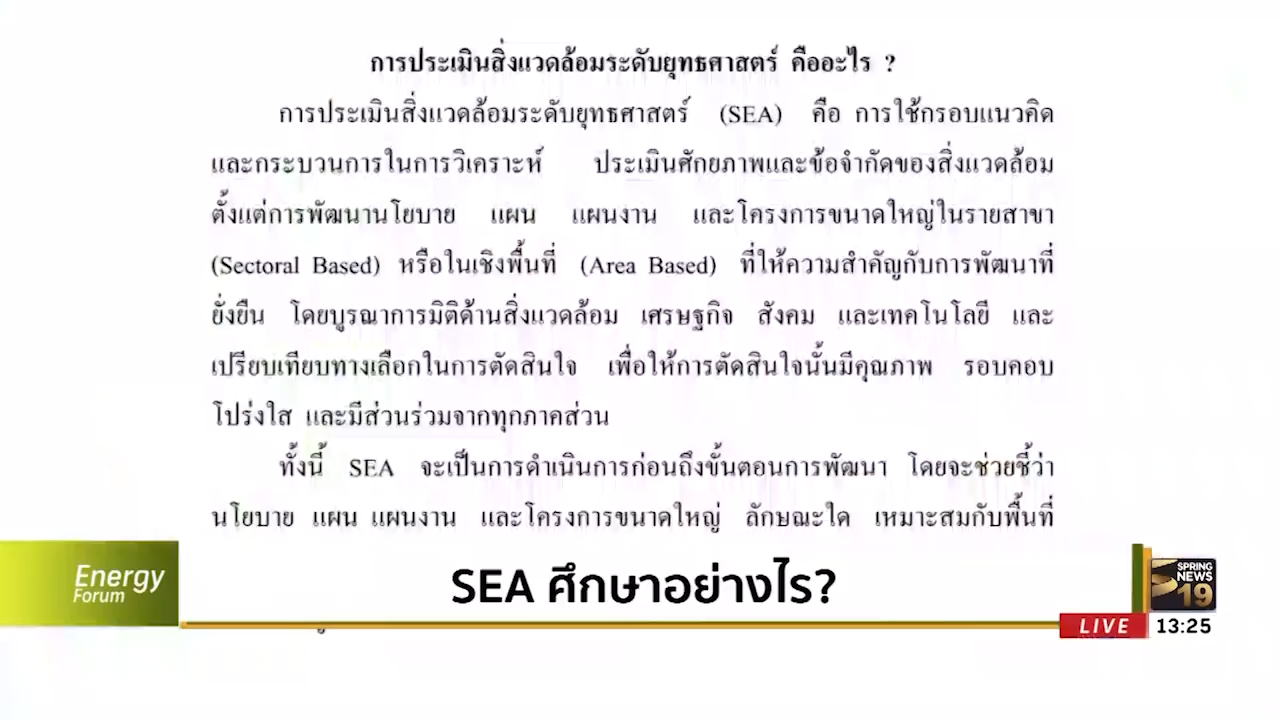 การประเมินสิ่งแวดล้อมระดับยุทธศาสตร์ คืออะไร ?
การประเมินสิ่งแวดล้อมระดับยุทธศาสตร์ (SEA) คือ การใช้กรอบแนวคิด
และกระบวนการในการวิเคราะห์ ประเมินศักยภาพและข้อจำกัดของสิ่งแวดล้อม
ตั้งแต่การพัฒนานโยบาย แผน แผนงาน และโครงการขนาดใหญ่ในรายสาขา
(Sectoral Based) หรือในเชิงพื้นที่ (Area Based) ที่ให้ความสำคัญกับการพัฒนาที่
ยั่งยืน โดยบูรณาการมิติด้านสิ่งแวดล้อม เศรษฐกิจ สังคม และเทคโนโลยี และ
เปรียบเทียบทางเลือกในการตัดสินใจ เพื่อให้การตัดสินใจนั้นมีคุณภาพ รอบคอบ
โปร่งใส และมีส่วนร่วมจากทุกภาคส่วน
ทั้งนี้ SEA จะเป็นการดำเนินการก่อนถึงขั้นตอนการพัฒนา โดยจะช่วยชี้ว่า
นโยบาย แผน แผนงาน และโครงการขนาดใหญ่ ลักษณะใด เหมาะสมกับพื้นที่
Energy
Forum
SEA ศึกษาอย่างไร?
SPRING
NEWS
19
LIVE 13:25